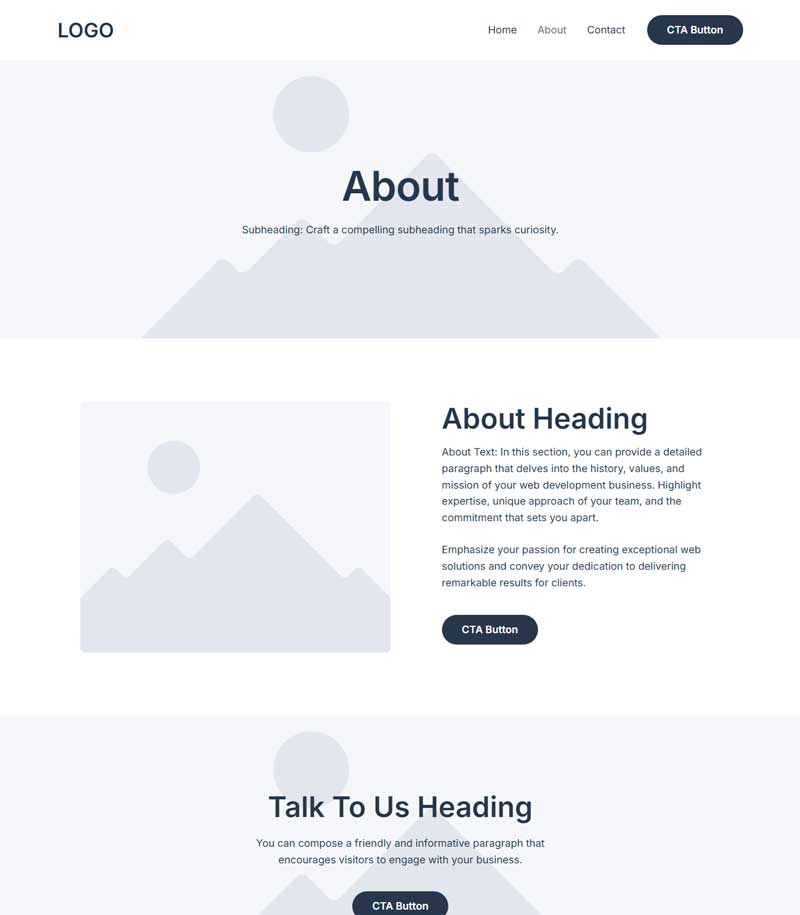 LOGO
Home
About
Contact
CTA Button
About
Subheading: Craft a compelling subheading that sparks curiosity.
About Heading
About Text: In this section, you can provide a detailed
paragraph that delves into the history, values, and
mission of your web development business. Highlight
expertise, unique approach of your team, and the
commitment that sets you apart.
Emphasize your passion for creating exceptional web
solutions and convey your dedication to delivering
remarkable results for clients.
CTA Button
Talk To Us Heading
You can compose a friendly and informative paragraph that
encourages visitors to engage with your business.
CTA Button